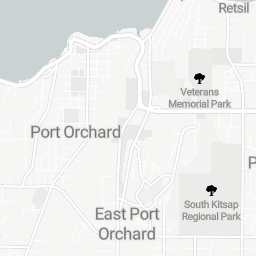 Retsil
Veterans
Memorial Park
Port Orchard
South Kitsap
Regional Park
East Port
Orchard